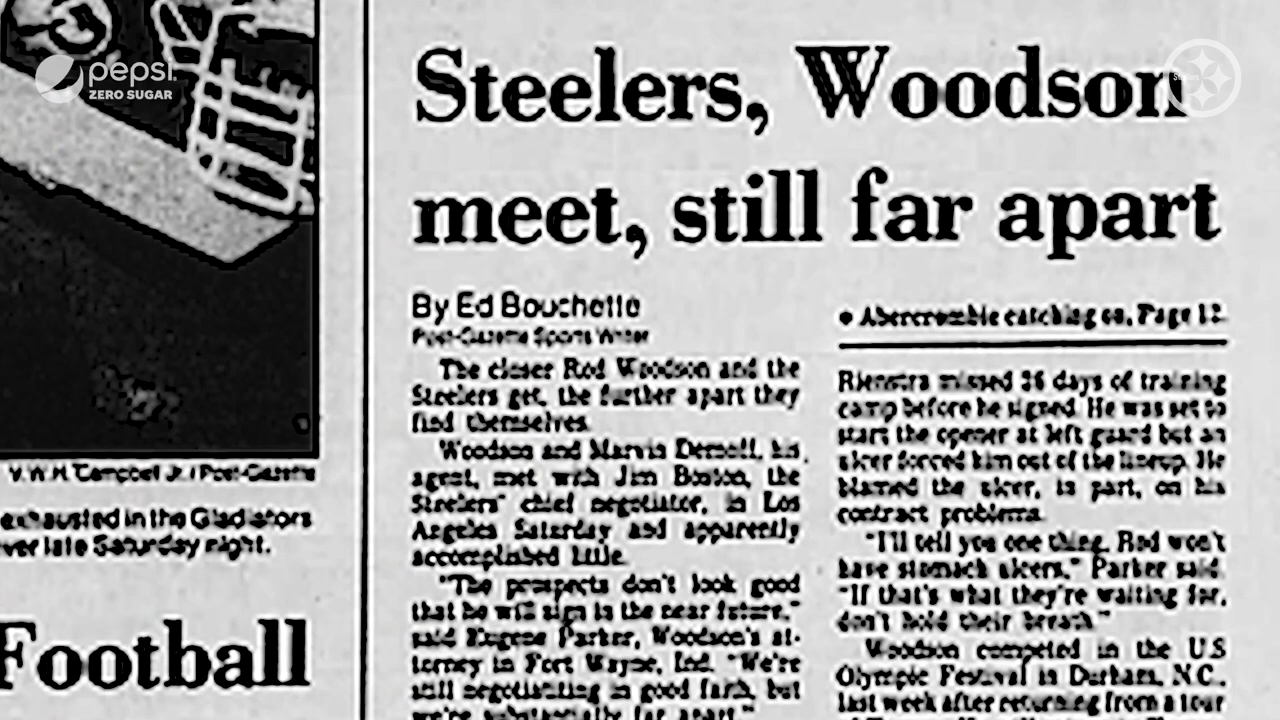 pepsi
ZERO SUGAR
Steelers, Woodson
meet, still far apart
By Ed Bouchette
Post-Gazette Sports Writer
The closer Rod Woodson and the
Steelers get, the further apart they
find themselves.
Woodson and Marvin Demoff, his
agent, met with Jim Boston, the
Steelers' chief negotiator, in Los
Angeles Saturday and apparently
accomplished little.
"The prospects don't look good
that he will sign in the near future,"
said Eugene Parker, Woodson's at-
torney in Fort Wayne, Ind. "We're
still negotiating in good faith, but
we're substantially far apart."
• Abercrombie catching on, Page 12
Rienstra missed 26 days of training
camp before he signed. He was set to
start the opener at left guard but an
ulcer forced him out of the lineup. He
blamed the ulcer, in part, on his
contract problems.
"I'll tell you one thing, Rod won't
have stomach ulcers," Parker said.
"If that's what they're waiting for,
don't hold their breath."
Woodson competed in the U.S
Olympic Festival in Durham, N.C.,
last week after returning from a tour
V.W.H. Campbell Jr./Post-Gazette
exhausted in the Gladiators
ver late Saturday night.
Football